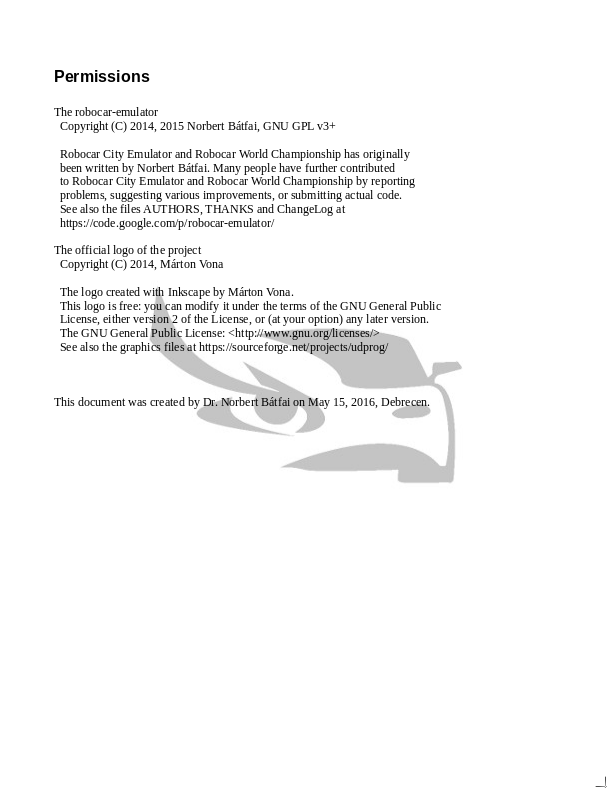 Permissions
The robocar-emulator
Copyright (C) 2014, 2015 Norbert Bátfai, GNU GPL v3+
Robocar City Emulator and Robocar World Championship has originally
been written by Norbert Bátfai. Many people have further contributed
to Robocar City Emulator and Robocar World Championship by reporting
problems, suggesting various improvements, or submitting actual code.
See also the files AUTHORS, THANKS and ChangeLog at
https://code.google.com/p/robocar-emulator/
The official logo of the project
Copyright (C) 2014, Márton Vona
The logo created with Inkscape by Márton Vona.
This logo is free: you can modify it under the terms of the GNU General Public
License, either version 2 of the License, or (at your option) any later version.
The GNU General Public License: <http://www.gnu.org/licenses/>
See also the graphics files at https://sourceforge.net/projects/udprog/
This document was created by Dr. Norbert Bátfai on May 15, 2016, Debrecen.